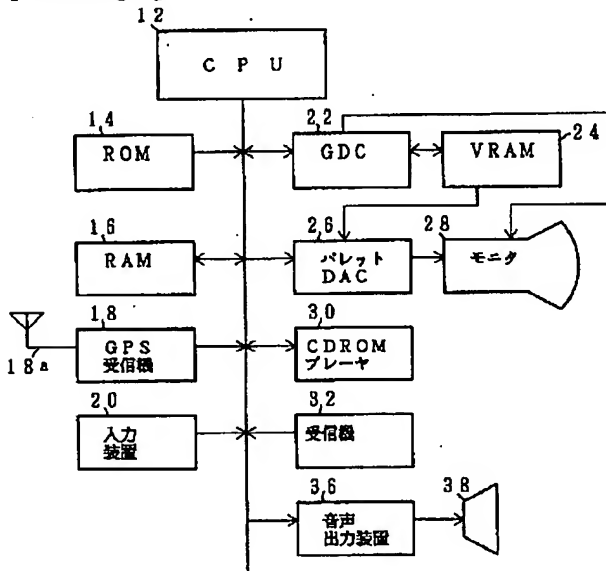 12
CPU
14
ROM
22
GDC
VRAM
24
16
RAM
26
パレット
DAC
28
モニタ
18
GPS
受信機
18a
30
CDROM
プレーヤ
20
入力
装置
32
受信機
36
音声
出力装置
38